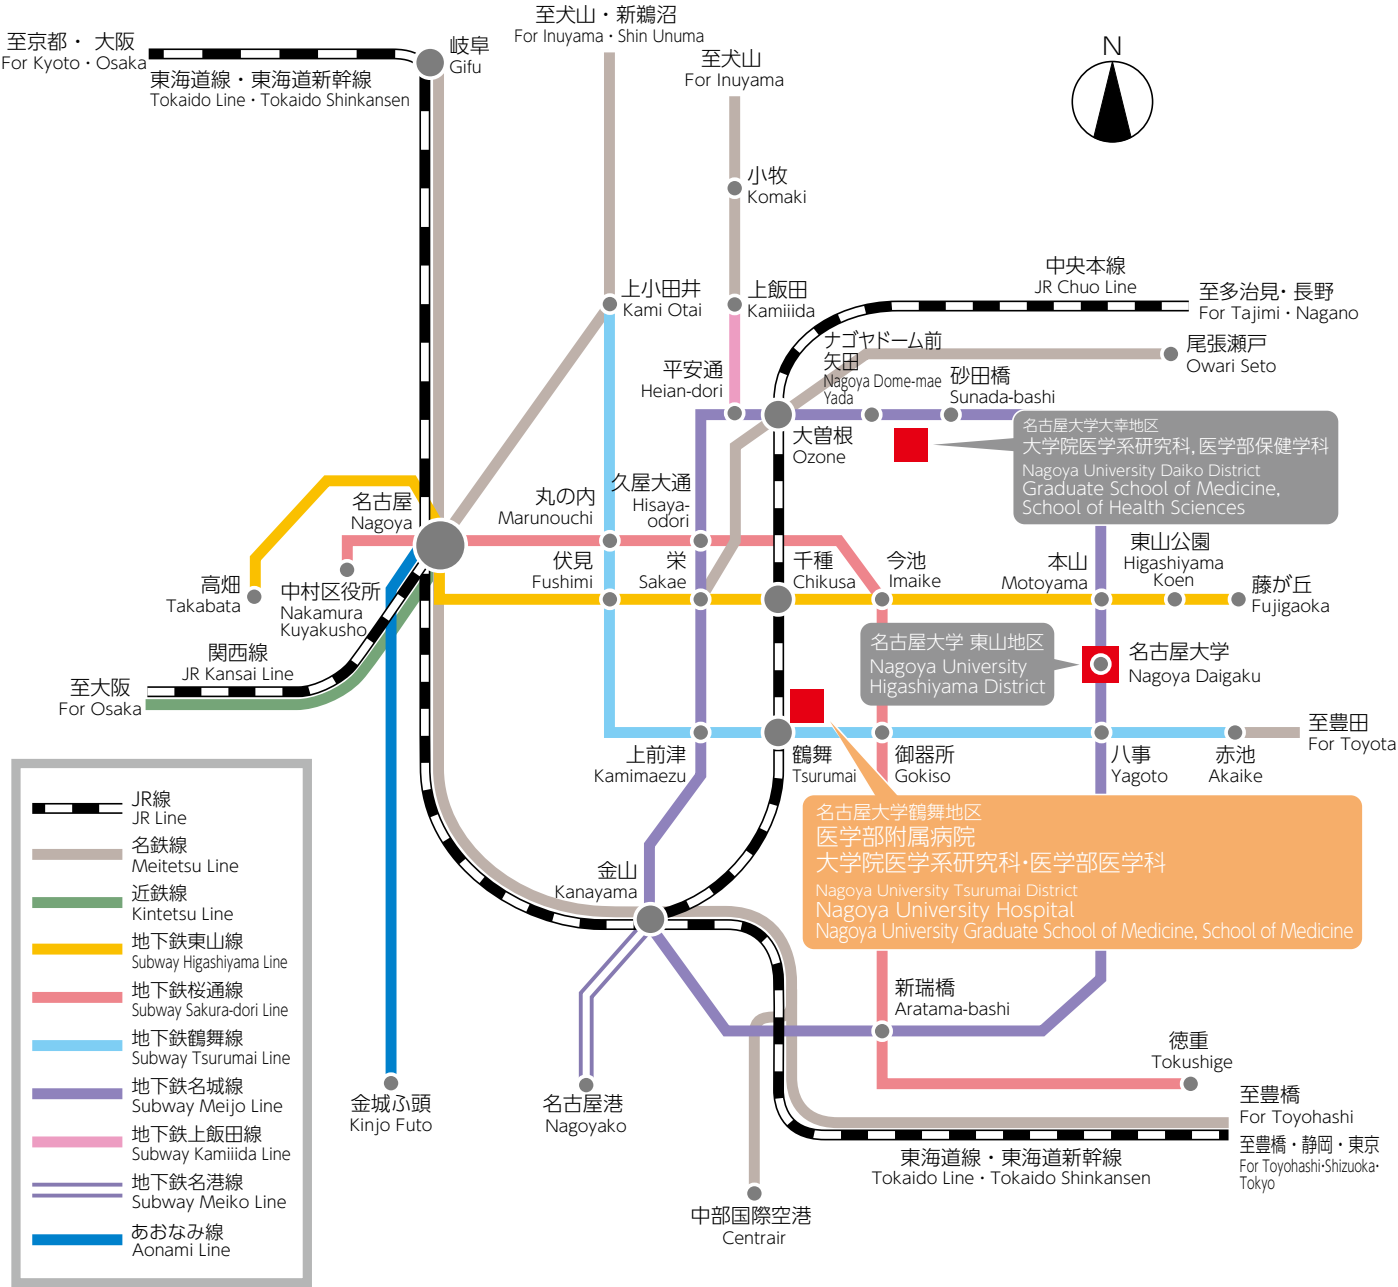 至京都・ 大阪
For Kyoto・Osaka
東海道線・東海道新幹線
Tokaido Line・Tokaido Shinkansen
岐阜
Gifu
至犬山・新鵜沼
For Inuyama・Shin Unuma
至犬山
For Inuyama
N
小牧
Komaki
上小田井
Kami Otai
上飯田
Kamiiida
中央本線
JR Chuo Line
至多治見・長野
For Tajimi・Nagano
ナゴヤドーム前
矢田
Nagoya Dome-mae
Yada
尾張瀬戸
Owari Seto
平安通
Heian-dori
砂田橋
Sunada-bashi
大曽根
Ozone
名古屋大学大幸地区
大学院医学系研究科, 医学部保健学科
Nagoya University Daiko District
Graduate School of Medicine,
School of Health Sciences
名古屋
Nagoya
丸の内
Marunouchi
久屋大通
Hisaya-
odori
高畑
Takabata
中村区役所
Nakamura
Kuyakusho
伏見
Fushimi
栄
Sakae
千種
Chikusa
今池
Imaike
本山
Motoyama
東山公園
Higashiyama
Koen
藤が丘
Fujigaoka
関西線
JR Kansai Line
至大阪
For Osaka
名古屋大学 東山地区
Nagoya University
Higashiyama District
名古屋大学
Nagoya Daigaku
上前津
Kamimaezu
鶴舞
Tsurumai
御器所
Gokiso
八事
Yagoto
赤池
Akaike
至豊田
For Toyota
名古屋大学鶴舞地区
医学部附属病院
大学院医学系研究科・医学部医学科
Nagoya University Tsurumai District
Nagoya University Hospital
Nagoya University Graduate School of Medicine, School of Medicine
金山
Kanayama
新瑞橋
Aratama-bashi
徳重
Tokushige
金城ふ頭
Kinjo Futo
名古屋港
Nagoyako
至豊橋
For Toyohashi
至豊橋・静岡・東京
For Toyohashi・Shizuoka・
Tokyo
東海道線・東海道新幹線
Tokaido Line・Tokaido Shinkansen
中部国際空港
Centrair
JR線
JR Line
名鉄線
Meitetsu Line
近鉄線
Kintetsu Line
地下鉄東山線
Subway Higashiyama Line
地下鉄桜通線
Subway Sakura-dori Line
地下鉄鶴舞線
Subway Tsurumai Line
地下鉄名城線
Subway Meijo Line
地下鉄上飯田線
Subway Kamiiida Line
地下鉄名港線
Subway Meiko Line
あおなみ線
Aonami Line